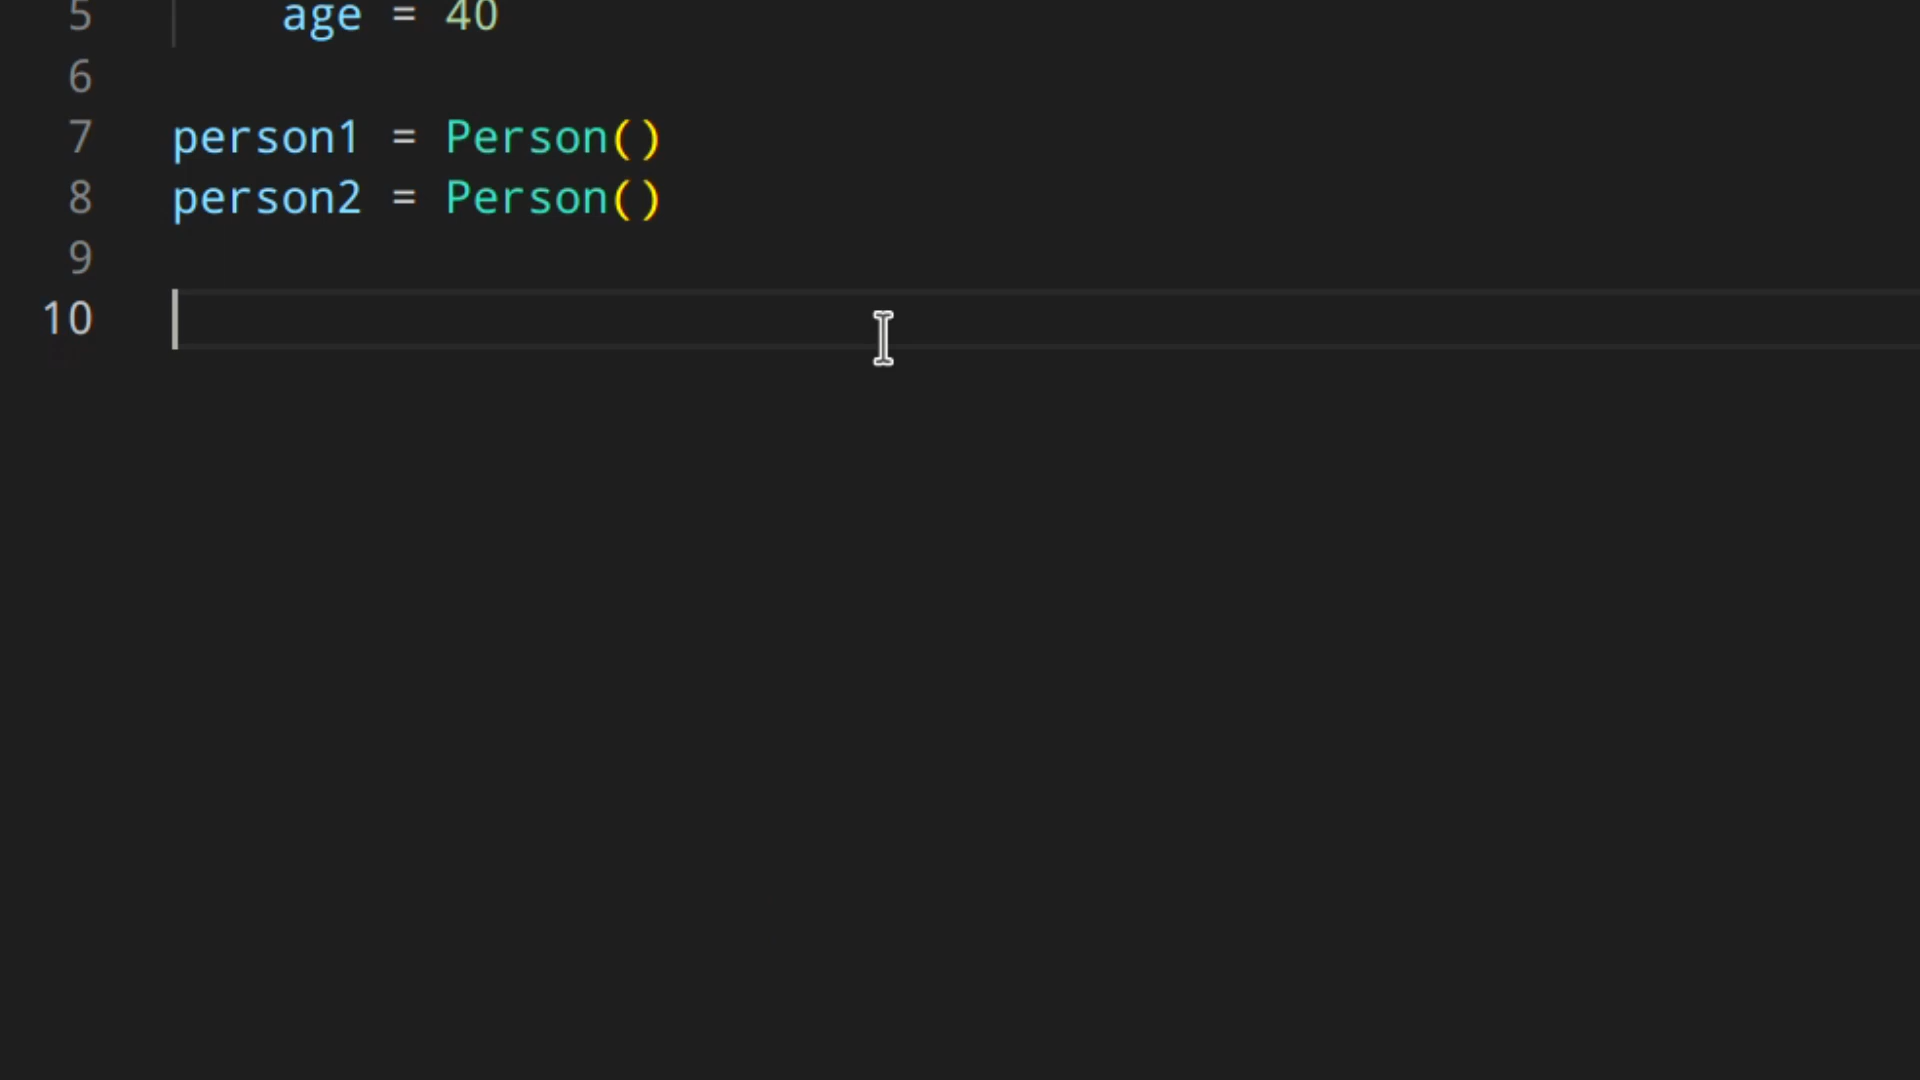 5 age = 40
6
7 person1 = Person()
8 person2 = Person()
9
10